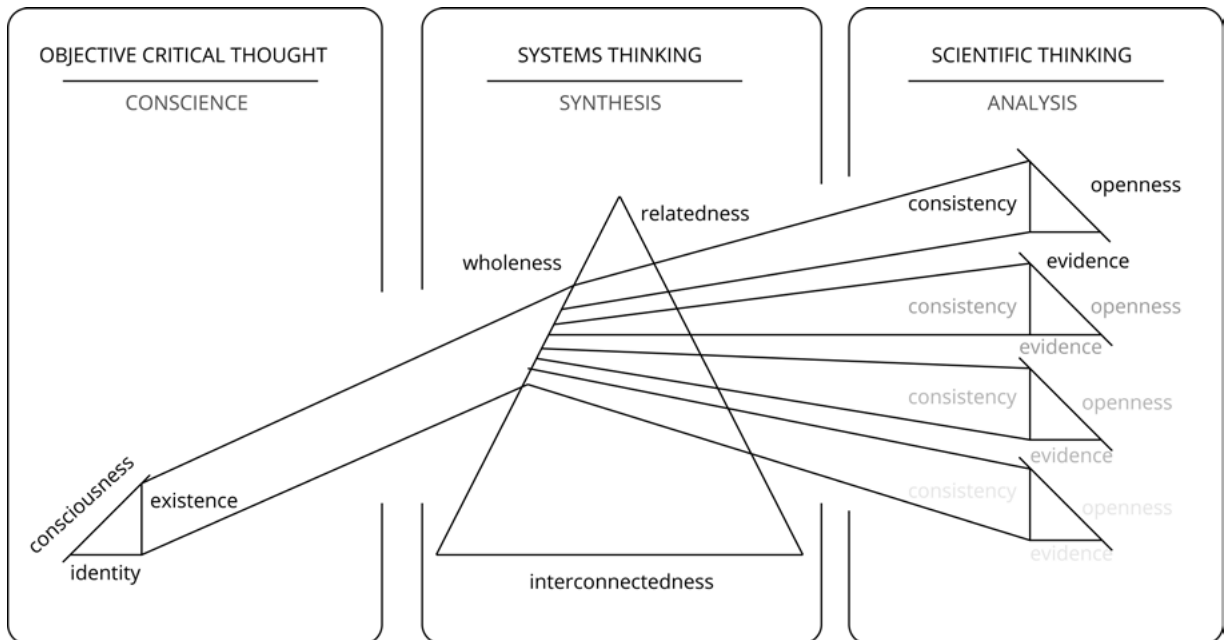 OBJECTIVE CRITICAL THOUGHT
CONSCIENCE
consciousness
existence
identity
SYSTEMS THINKING
SYNTHESIS
relatedness
wholeness
interconnectedness
SCIENTIFIC THINKING
ANALYSIS
openness
consistency
evidence
consistency
openness
evidence
consistency
openness
evidence
consistency
openness
evidence